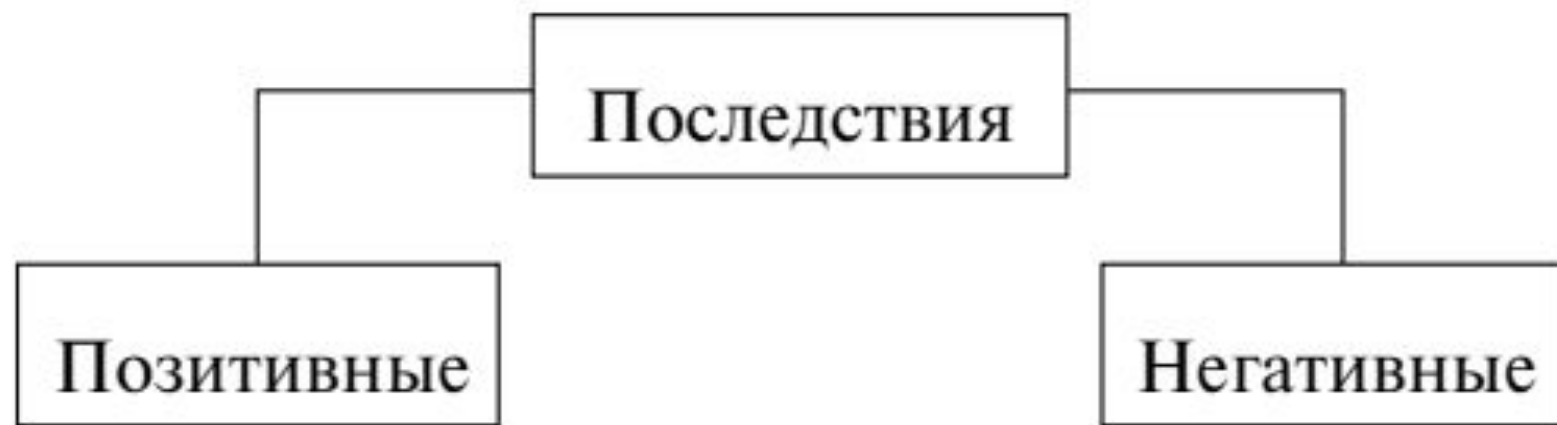 Последствия
Позитивные
Негативные